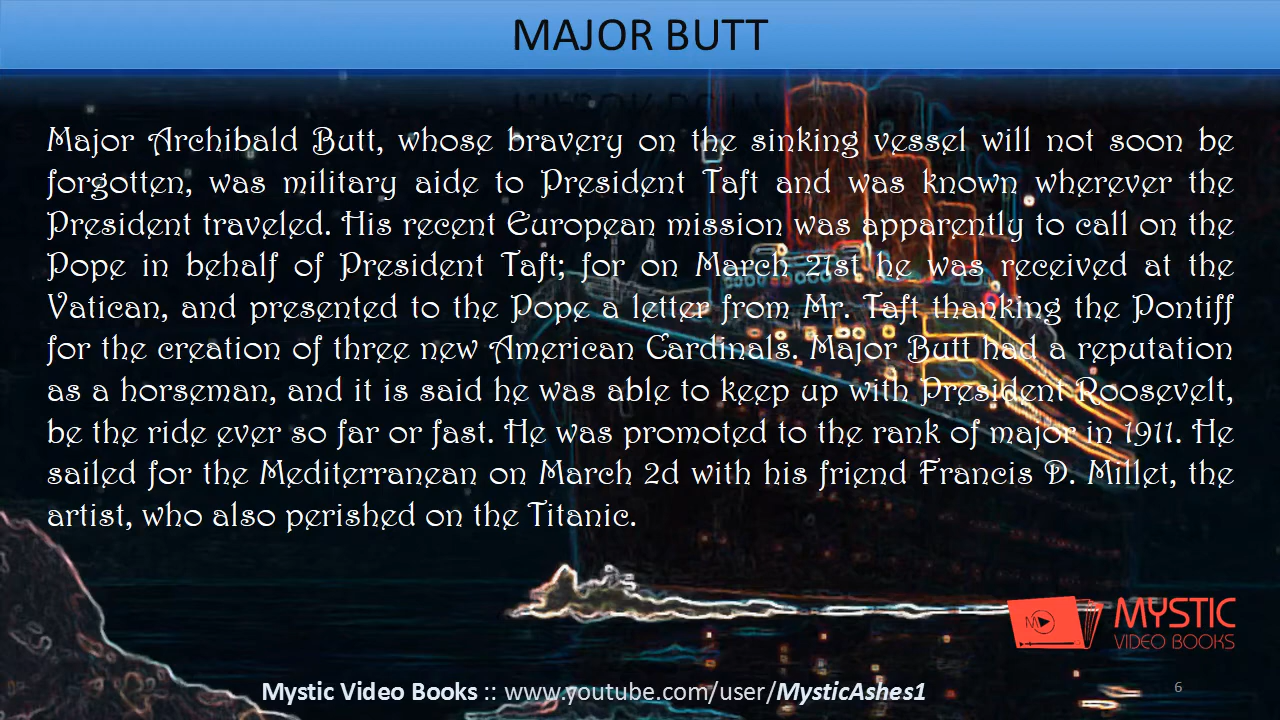 MAJOR BUTT
Major Archibald Butt, whose bravery on the sinking vessel will not soon be
forgotten, was military aide to President Taft and was known wherever the
President traveled. His recent European mission was apparently to call on the
Pope in behalf of President Taft; for on March 21st he was received at the
Vatican, and presented to the Pope a letter from Mr. Taft thanking the Pontiff
for the creation of three new American Cardinals. Major Butt had a reputation
as a horseman, and it is said he was able to keep up with President Roosevelt,
be the ride ever so far or fast. He was promoted to the rank of major in 1911. He
sailed for the Mediterranean on March 2d with his friend Francis D. Millet, the
artist, who also perished on the Titanic.
MYSTIC
VIDEO BOOKS
Mystic Video Books :: www.youtube.com/user/MysticAshes1
6